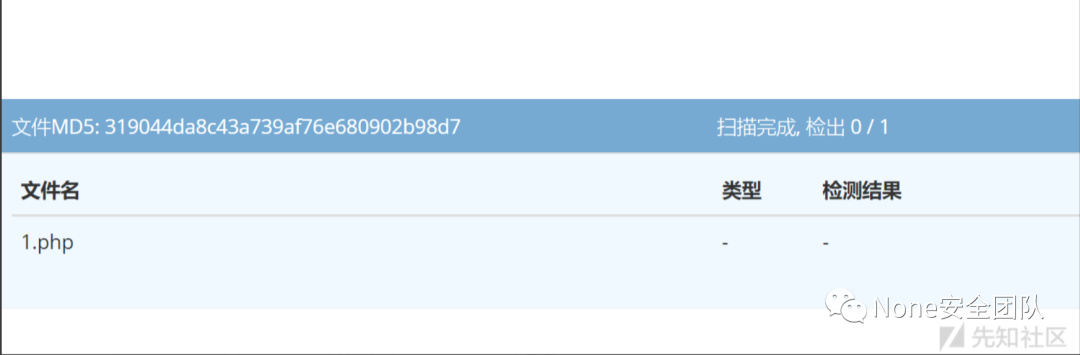 文件MD5: 319044da8c43a739af76e680902b98d7 扫描完成, 检出 0 / 1
文件名 类型 检测结果
1.php - -
None安全团队
先知社区